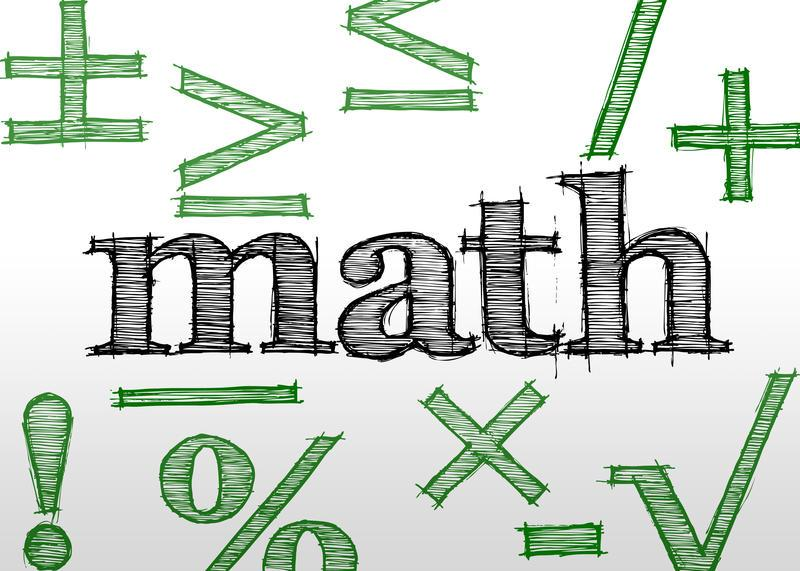 ± ≥ ≤ / +
math
! − % × = √